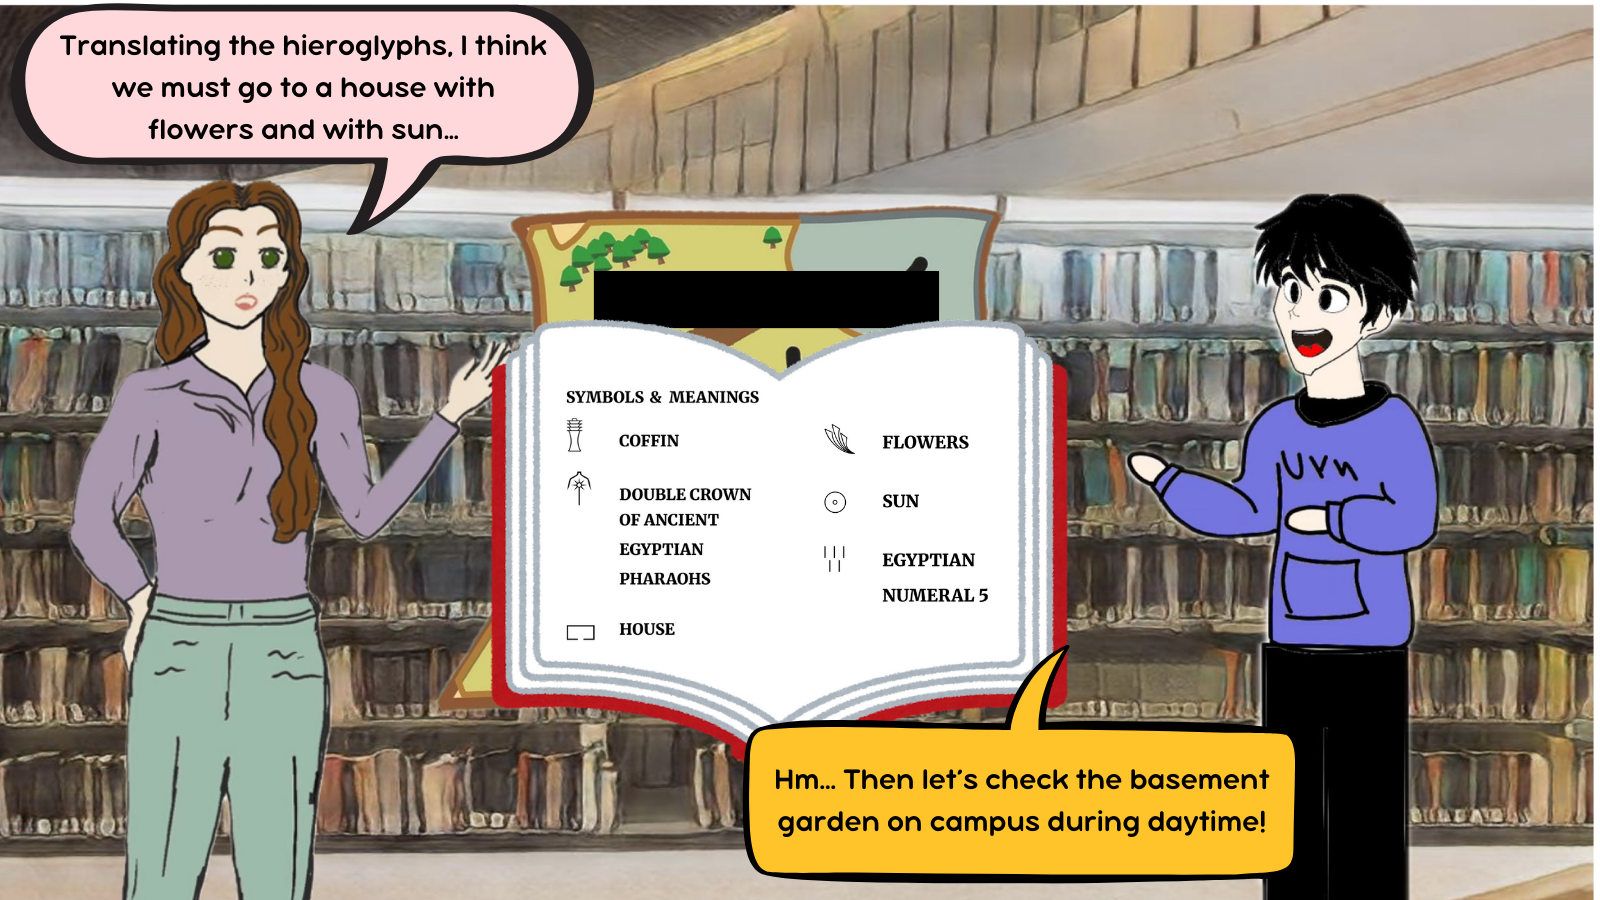 Translating the hieroglyphs, I think
we must go to a house with
flowers and with sun...
SYMBOLS & MEANINGS
COFFIN
DOUBLE CROWN
OF ANCIENT
EGYPTIAN
PHARAOHS
HOUSE
FLOWERS
SUN
EGYPTIAN
NUMERAL 5
Hm... Then let's check the basement
garden on campus during daytime!